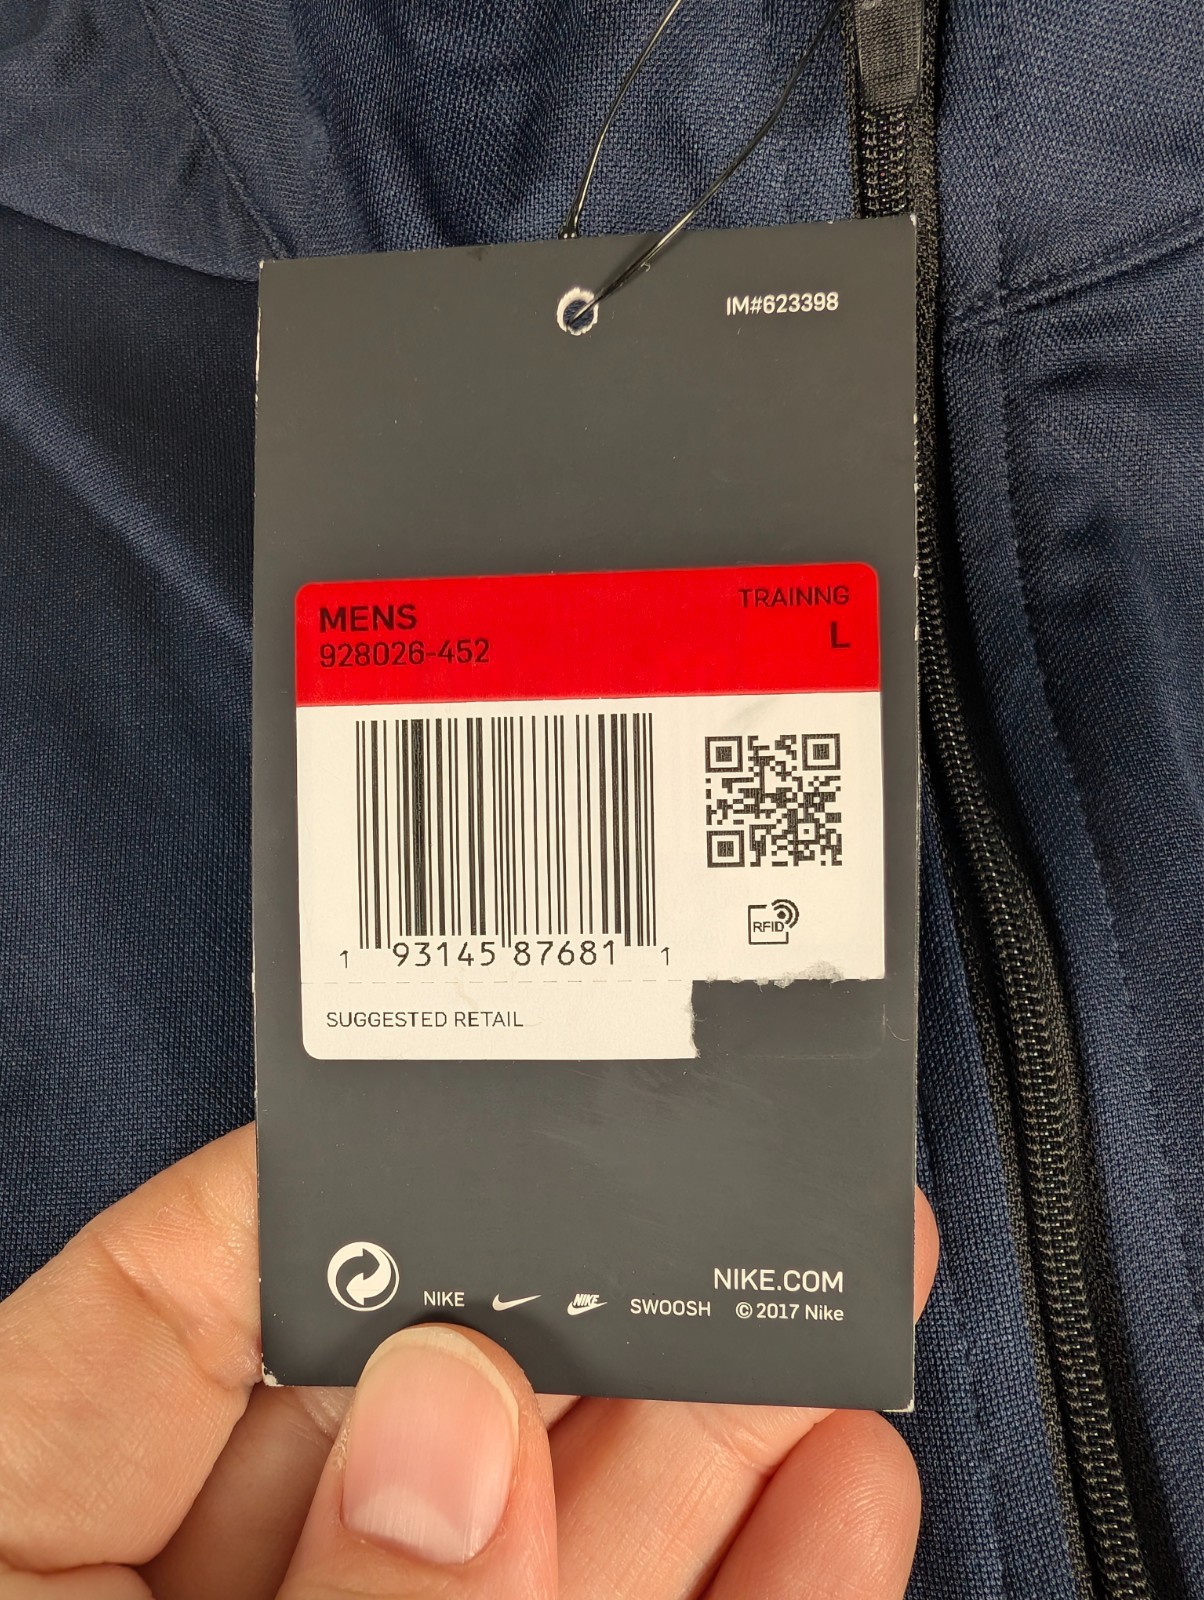 IM#623398
MENS
TRAINNG
928026-452
L
1 93145 87681 1
RFID
SUGGESTED RETAIL
NIKE.COM
NIKE NIKE SWOOSH © 2017 Nike